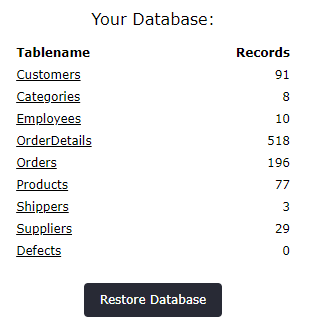 Your Database:
Tablename Records
Customers 91
Categories 8
Employees 10
OrderDetails 518
Orders 196
Products 77
Shippers 3
Suppliers 29
Defects 0
Restore Database